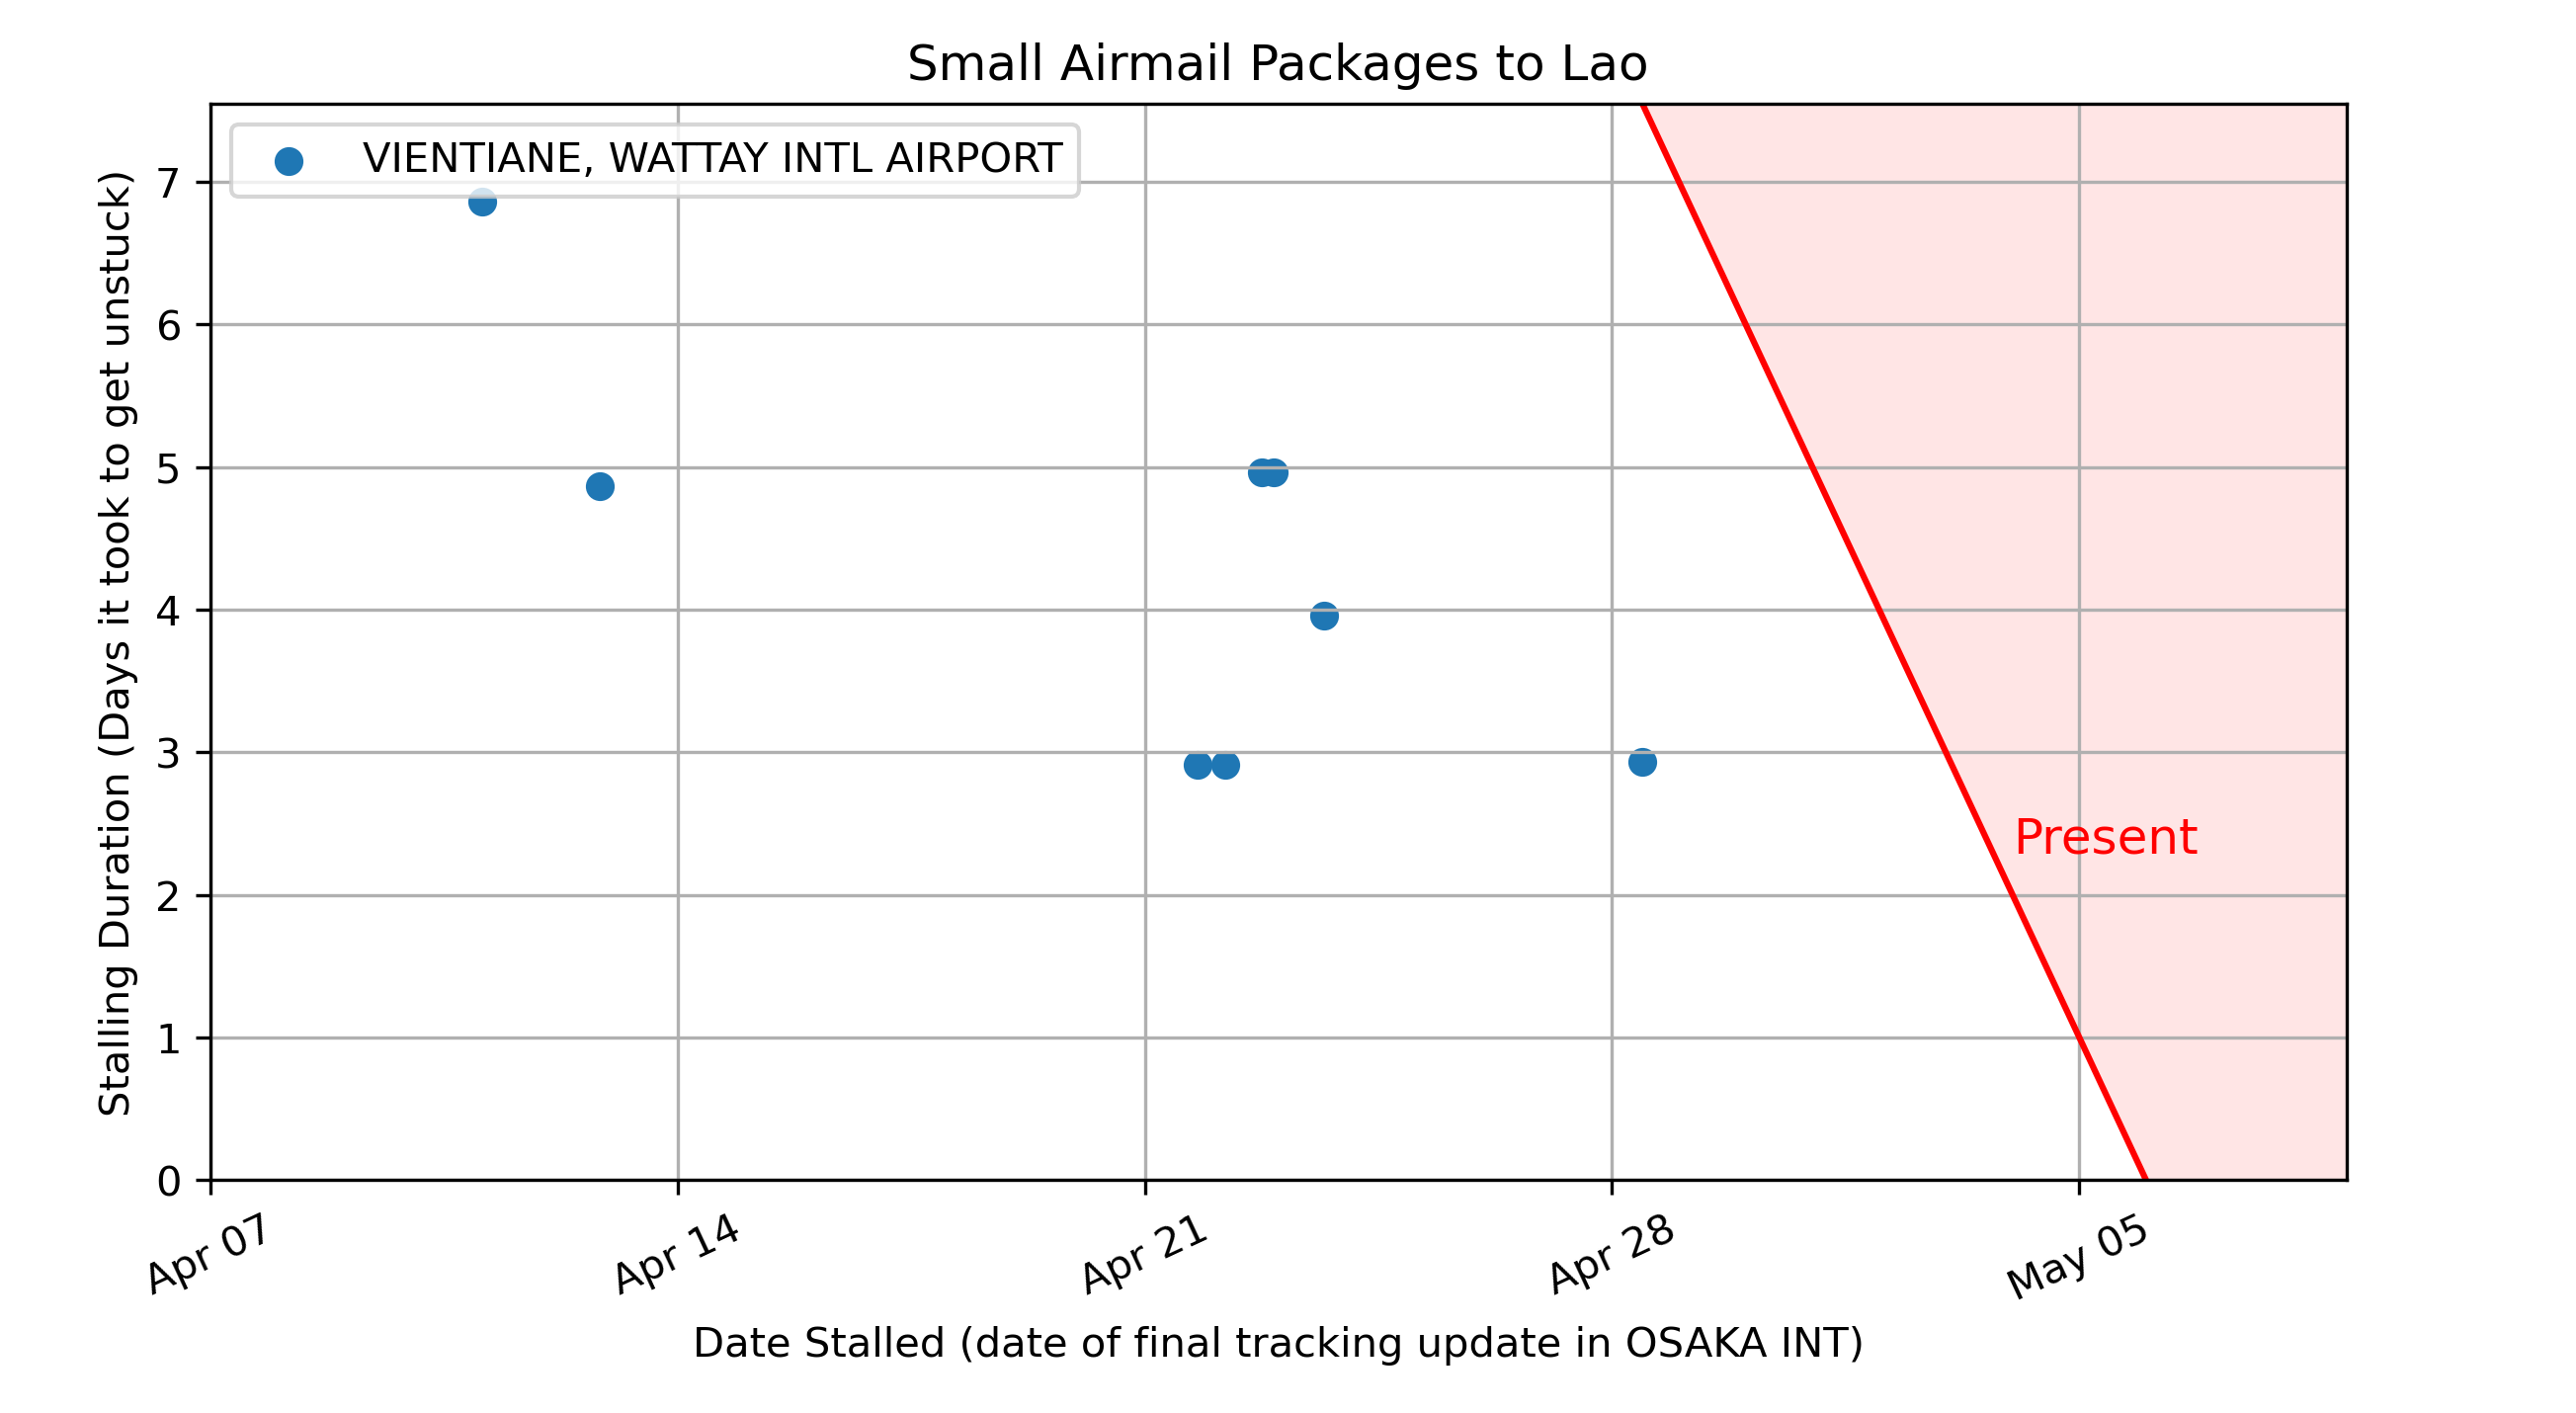 Small Airmail Packages to Lao
VIENTIANE, WATTAY INTL AIRPORT
Stalling Duration (Days it took to get unstuck)
7
6
5
4
3
2
1
0
Present
Apr 07
Apr 14
Apr 21
Apr 28
May 05
Date Stalled (date of final tracking update in OSAKA INT)